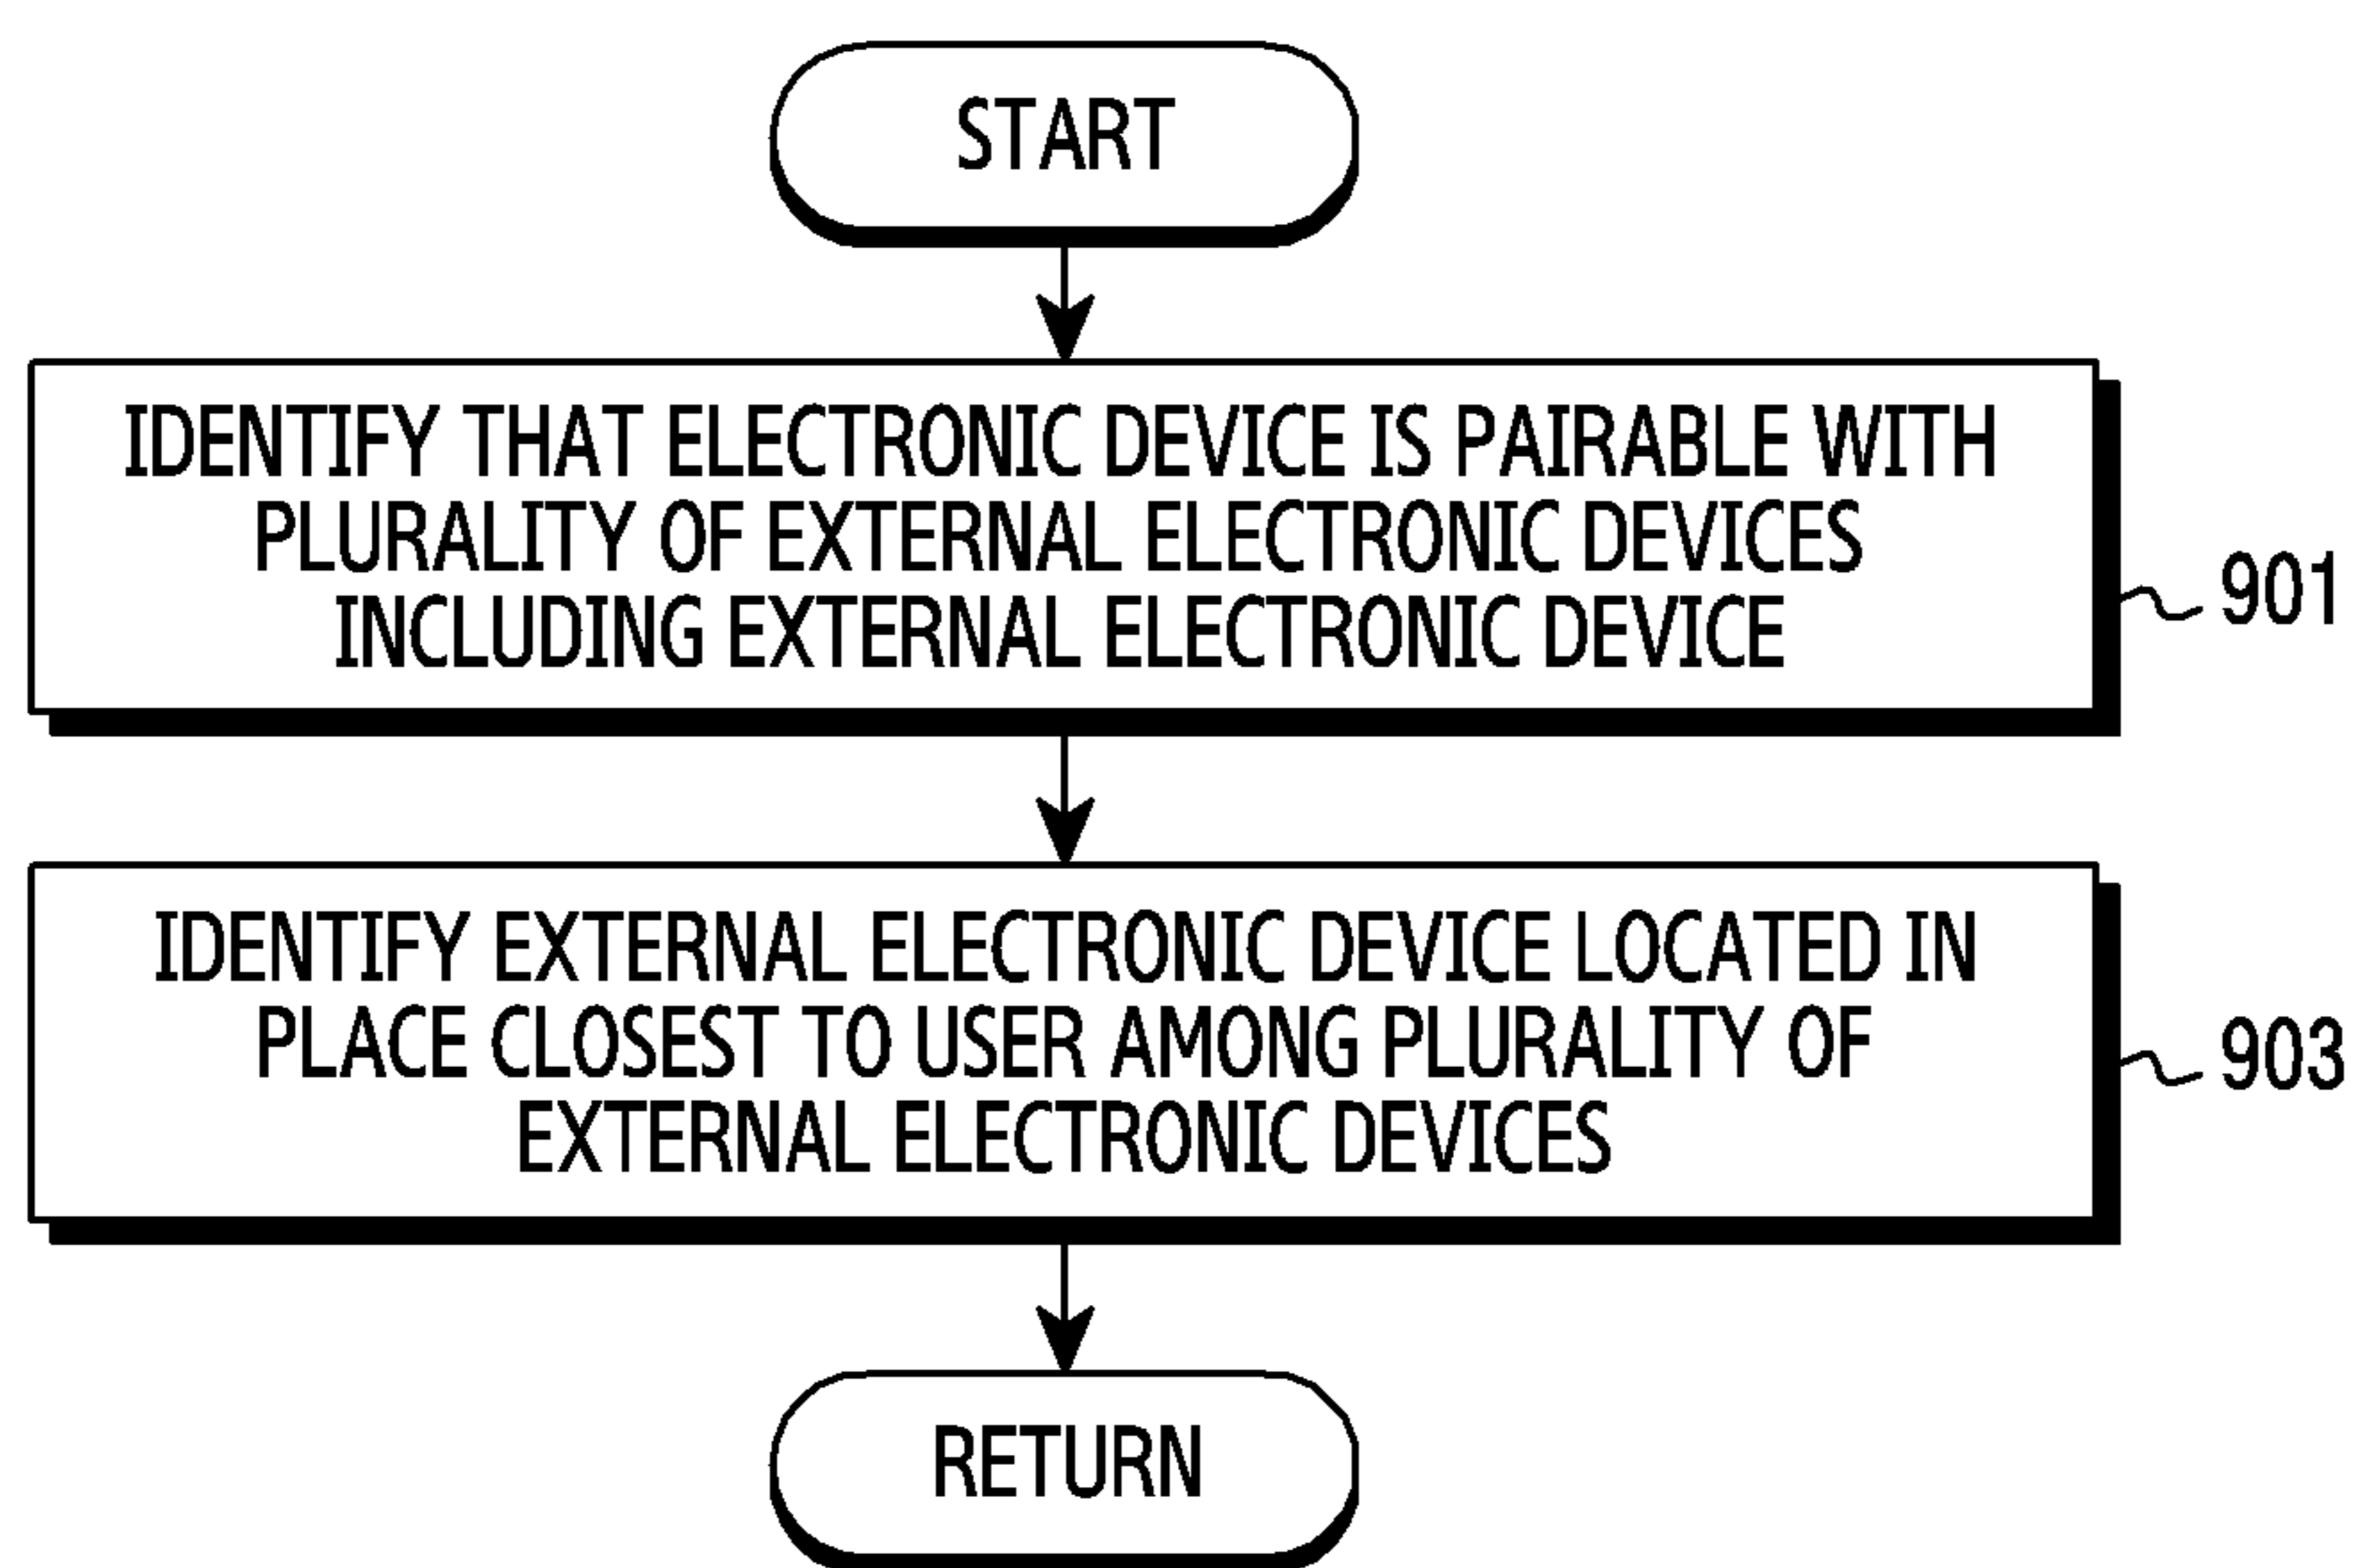 START
IDENTIFY THAT ELECTRONIC DEVICE IS PAIRABLE WITH
PLURALITY OF EXTERNAL ELECTRONIC DEVICES
INCLUDING EXTERNAL ELECTRONIC DEVICE
901
IDENTIFY EXTERNAL ELECTRONIC DEVICE LOCATED IN
PLACE CLOSEST TO USER AMONG PLURALITY OF
EXTERNAL ELECTRONIC DEVICES
903
RETURN